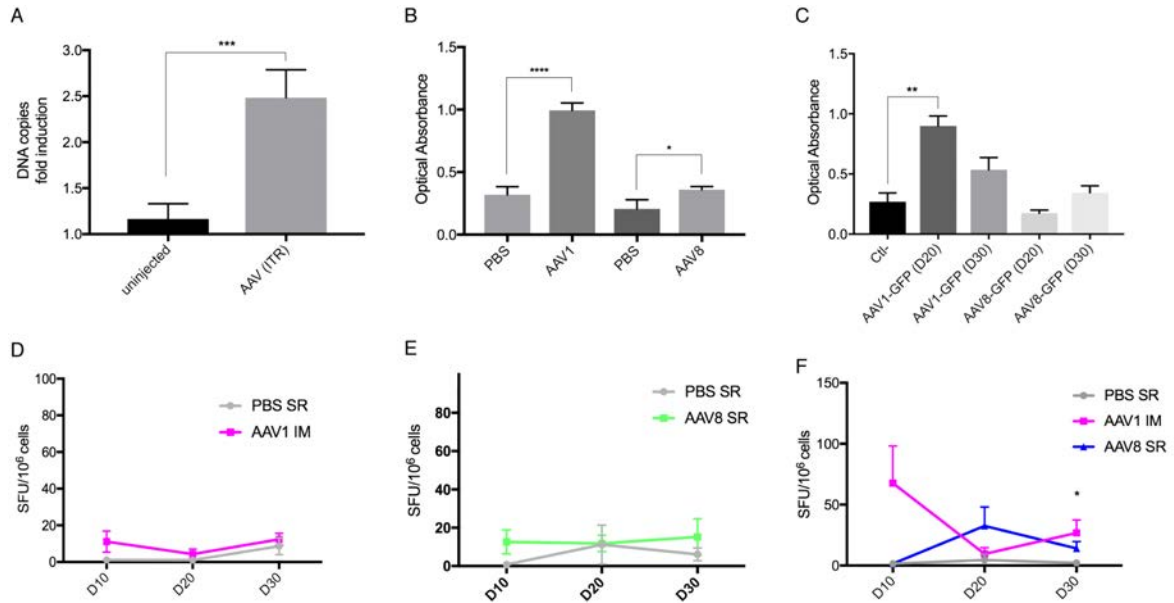 A
***
3.0
2.5
2.0
1.5
1.0
DNA copies
fold induction
uninjected
AAV (ITR)
B
****
*
1.5
1.0
0.5
0.0
Optical Absorbance
PBS
AAV1
PBS
AAV8
C
**
1.5
1.0
0.5
0.0
Optical Absorbance
Ctl-
AAV1-GFP (D20)
AAV1-GFP (D30)
AAV8-GFP (D20)
AAV8-GFP (D30)
D
100
80
60
40
20
0
SFU/10⁶ cells
PBS SR
AAV1 IM
D10
D20
D30
E
80
60
40
20
0
SFU/10⁶ cells
PBS SR
AAV8 SR
D10
D20
D30
F
150
100
50
0
SFU/10⁶ cells
PBS SR
AAV1 IM
AAV8 SR
*
D10
D20
D30